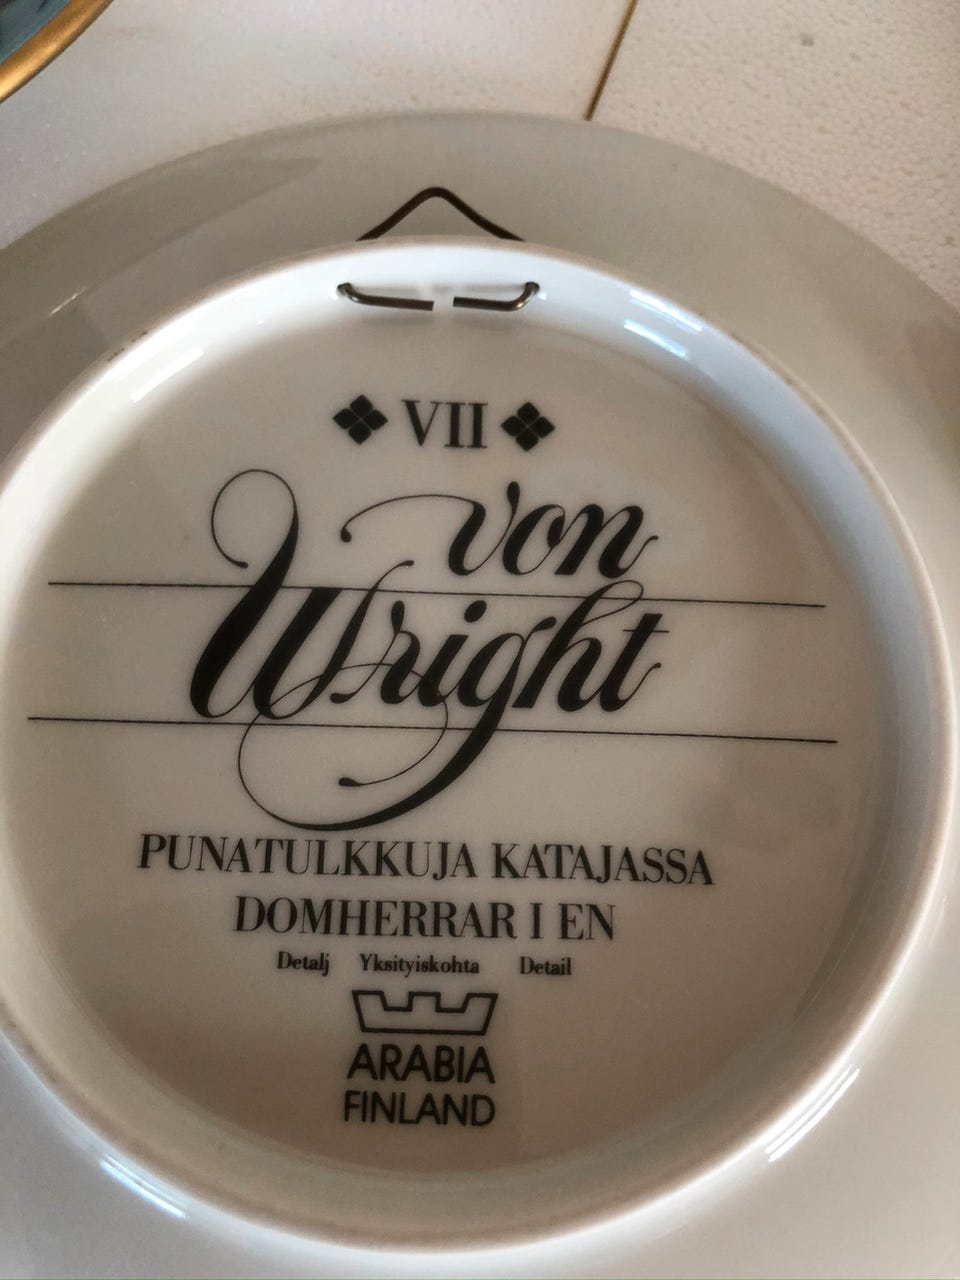 VII
von
Wright
PUNATULKKUJA KATAJASSA
DOMHERRAR I EN
Detalj Yksityiskohta Detail
ARABIA
FINLAND